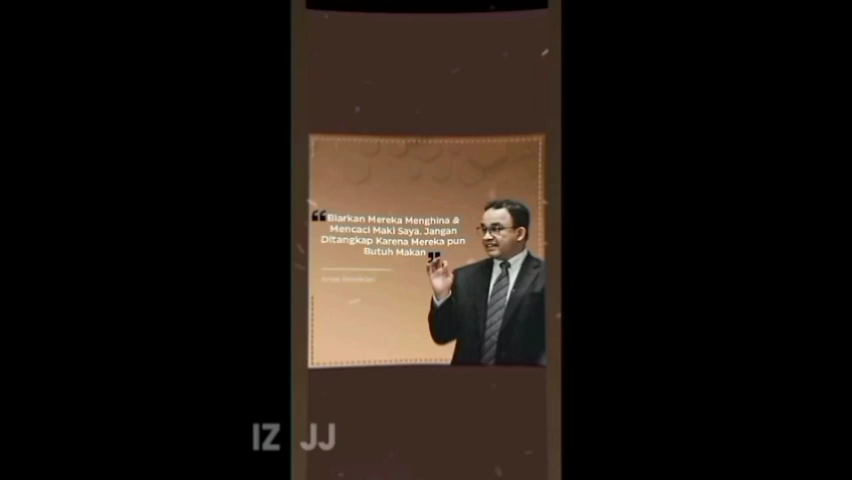 “Biarkan Mereka Menghina &
Mencaci Maki Saya. Jangan
Ditangkap Karena Mereka pun
Butuh Makan„
IZ JJ